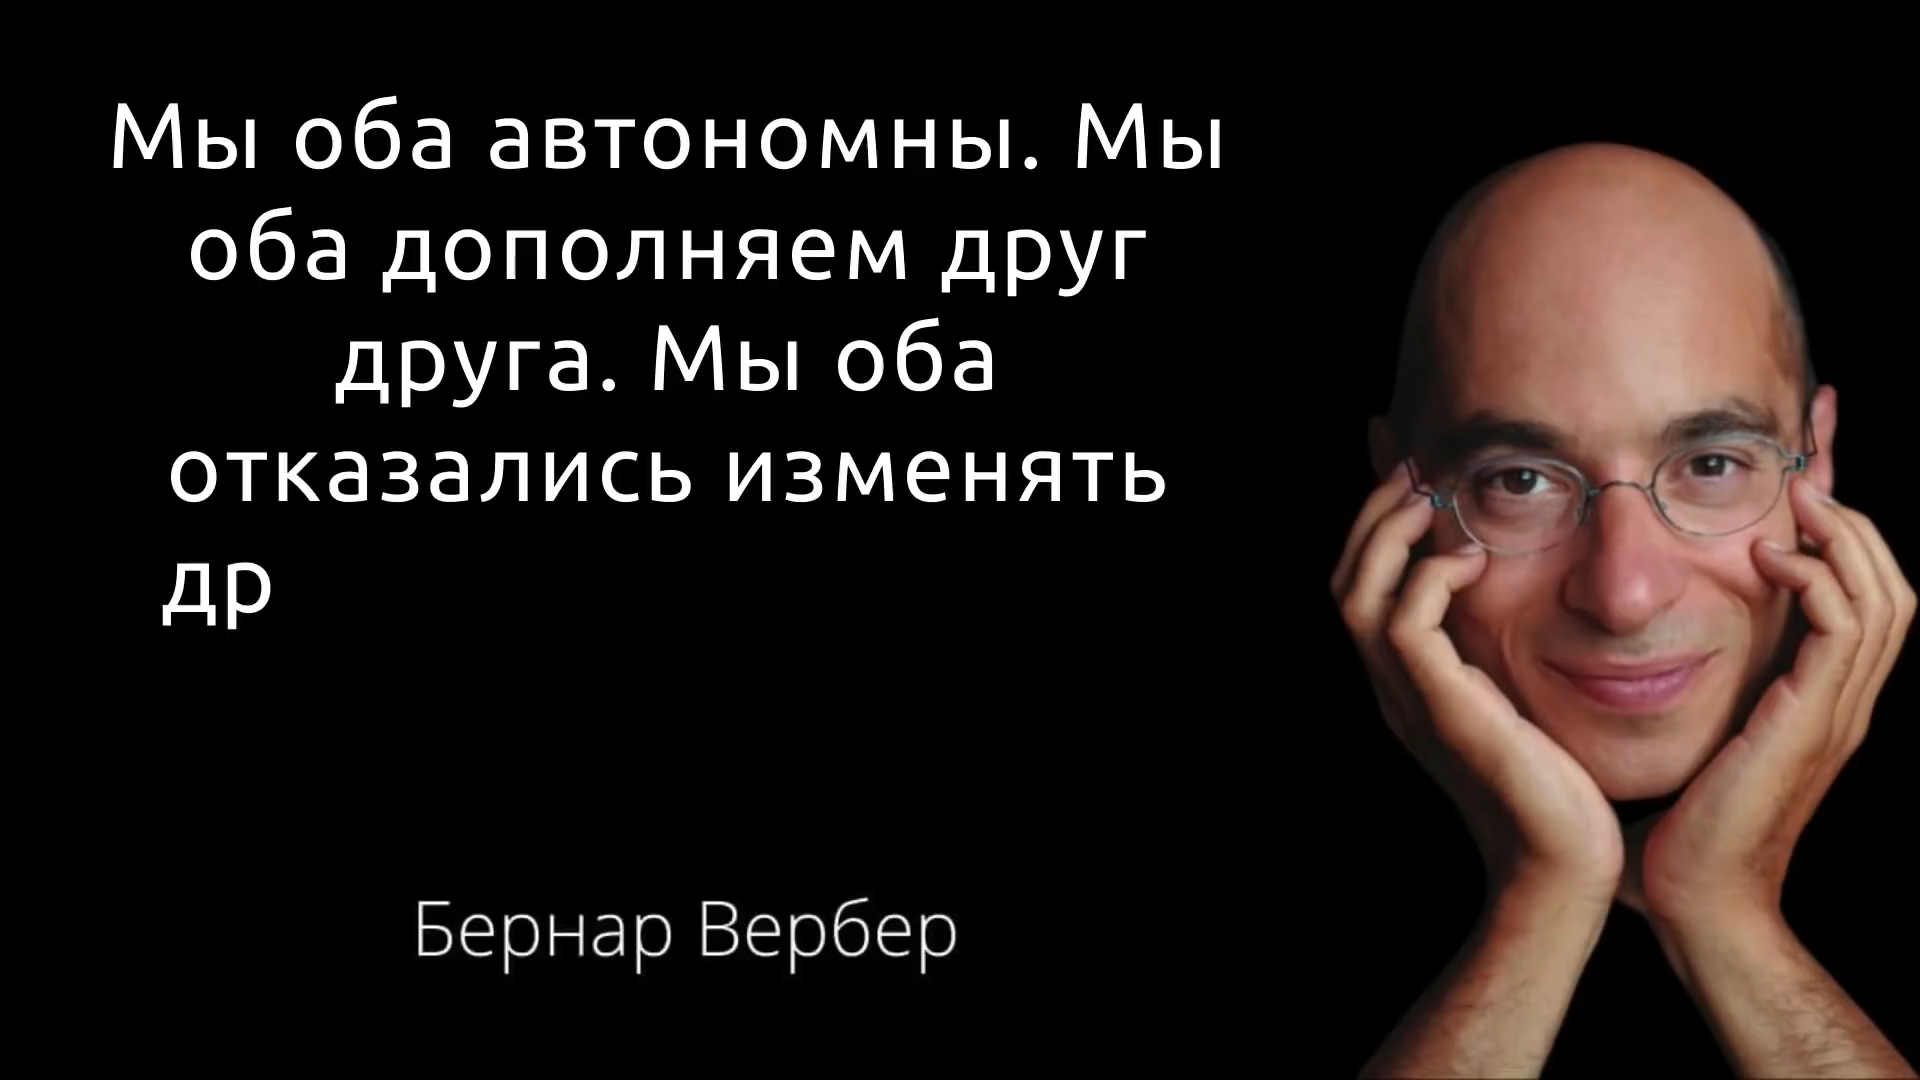 Мы оба автономны. Мы
оба дополняем друг
друга. Мы оба
отказались изменять
др
Бернар Вербер